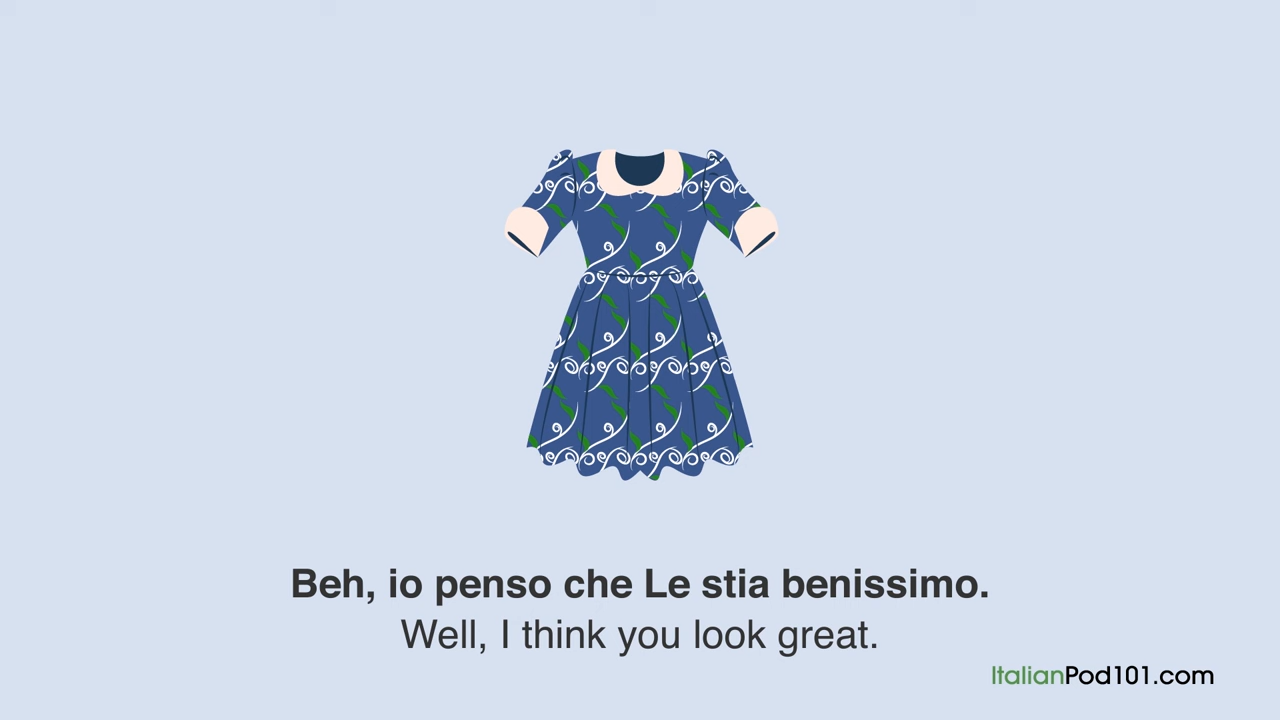 Beh, io penso che Le stia benissimo.
Well, I think you look great.
ItalianPod101.com